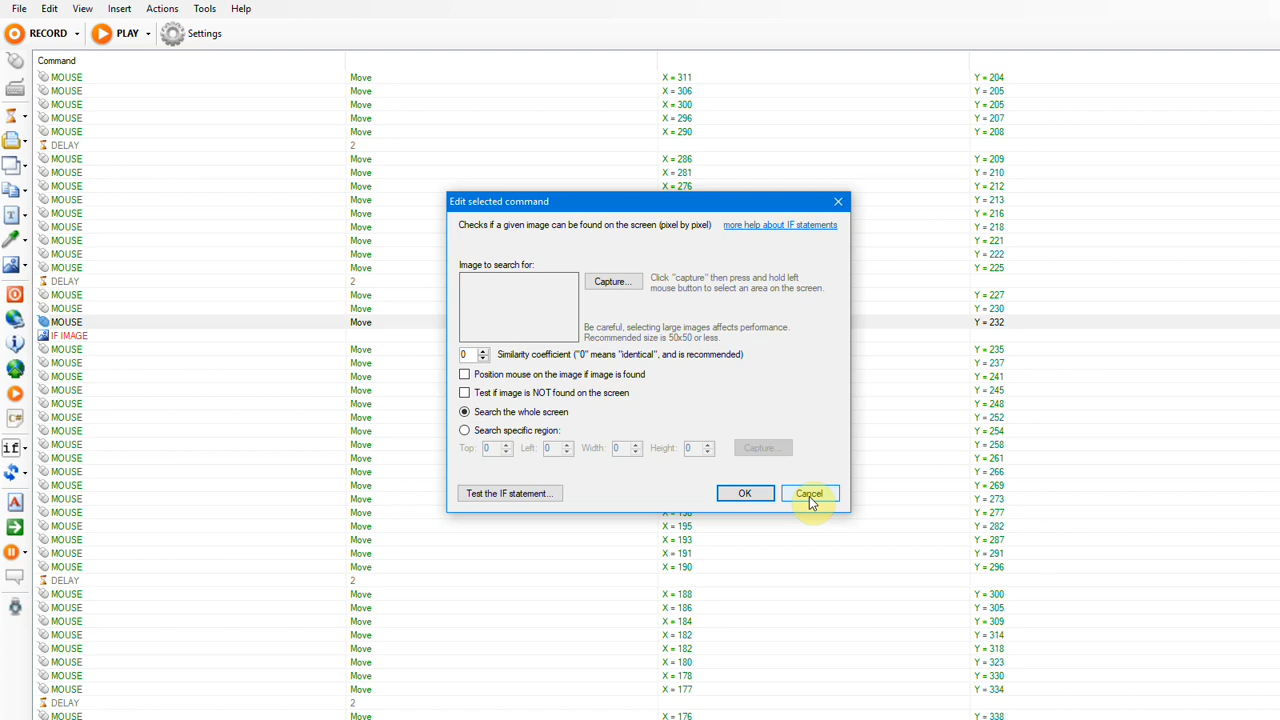 File Edit View Insert Actions Tools Help
RECORD PLAY Settings
Command
MOUSE Move X = 311 Y = 204
MOUSE Move X = 306 Y = 205
MOUSE Move X = 300 Y = 205
MOUSE Move X = 296 Y = 207
MOUSE Move X = 290 Y = 208
DELAY 2
MOUSE Move X = 286 Y = 209
MOUSE Move X = 281 Y = 210
MOUSE Move X = 276 Y = 212
MOUSE Move Y = 213
MOUSE Move Y = 216
MOUSE Move Y = 218
MOUSE Move Y = 221
MOUSE Move Y = 222
MOUSE Move Y = 225
DELAY 2
MOUSE Move Y = 227
MOUSE Move Y = 230
MOUSE Move Y = 232
IF IMAGE
MOUSE Move Y = 235
MOUSE Move Y = 237
MOUSE Move Y = 241
MOUSE Move Y = 245
MOUSE Move Y = 248
MOUSE Move Y = 252
MOUSE Move Y = 254
MOUSE Move Y = 258
MOUSE Move Y = 261
MOUSE Move Y = 266
MOUSE Move Y = 269
MOUSE Move Y = 273
MOUSE Move Y = 277
MOUSE Move X = 195 Y = 282
MOUSE Move X = 193 Y = 287
MOUSE Move X = 191 Y = 291
MOUSE Move X = 190 Y = 296
DELAY 2
MOUSE Move X = 188 Y = 300
MOUSE Move X = 186 Y = 305
MOUSE Move X = 184 Y = 309
MOUSE Move X = 182 Y = 314
MOUSE Move X = 182 Y = 318
MOUSE Move X = 180 Y = 323
MOUSE Move X = 178 Y = 330
MOUSE Move X = 177 Y = 334
DELAY 2
MOUSE Move X = 176 Y = 338
Edit selected command
Checks if a given image can be found on the screen (pixel by pixel) more help about IF statements
Image to search for:
Capture... Click "capture" then press and hold left
mouse button to select an area on the screen.
Be careful, selecting large images affects performance.
Recommended size is 50x50 or less.
0 Similarity coefficient ("0" means "identical", and is recommended)
Position mouse on the image if image is found
Test if image is NOT found on the screen
Search the whole screen
Search specific region:
Top: 0 Left: 0 Width: 0 Height: 0 Capture...
Test the IF statement... OK Cancel
T
C#
if
A